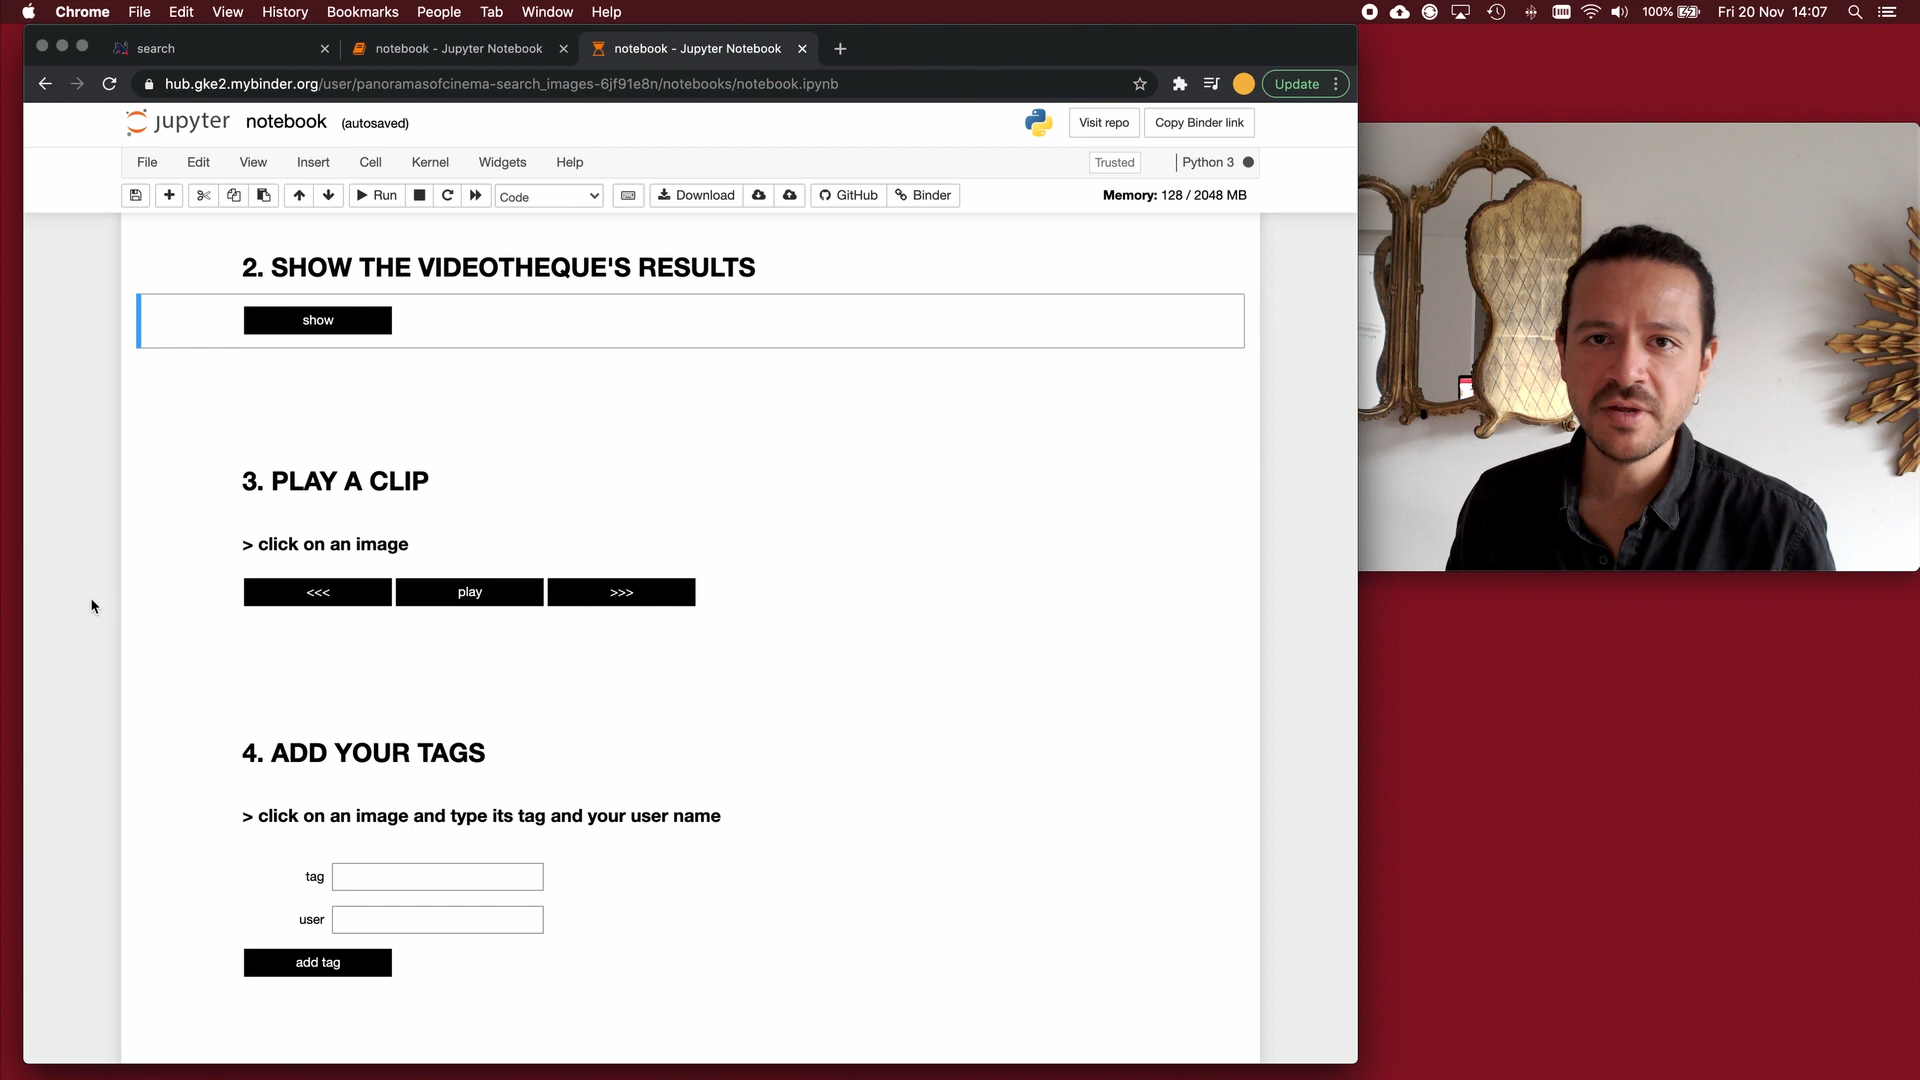 Chrome File Edit View History Bookmarks People Tab Window Help 100% Fri 20 Nov 14:07
search notebook - Jupyter Notebook notebook - Jupyter Notebook
hub.gke2.mybinder.org/user/panoramasofcinema-search_images-6jf91e8n/notebooks/notebook.ipynb Update
jupyter notebook (autosaved) Visit repo Copy Binder link
File Edit View Insert Cell Kernel Widgets Help Trusted Python 3
Run Code Download GitHub Binder Memory: 128 / 2048 MB
2. SHOW THE VIDEOTHEQUE'S RESULTS
show
3. PLAY A CLIP
> click on an image
<<< play >>>
4. ADD YOUR TAGS
> click on an image and type its tag and your user name
tag
user
add tag